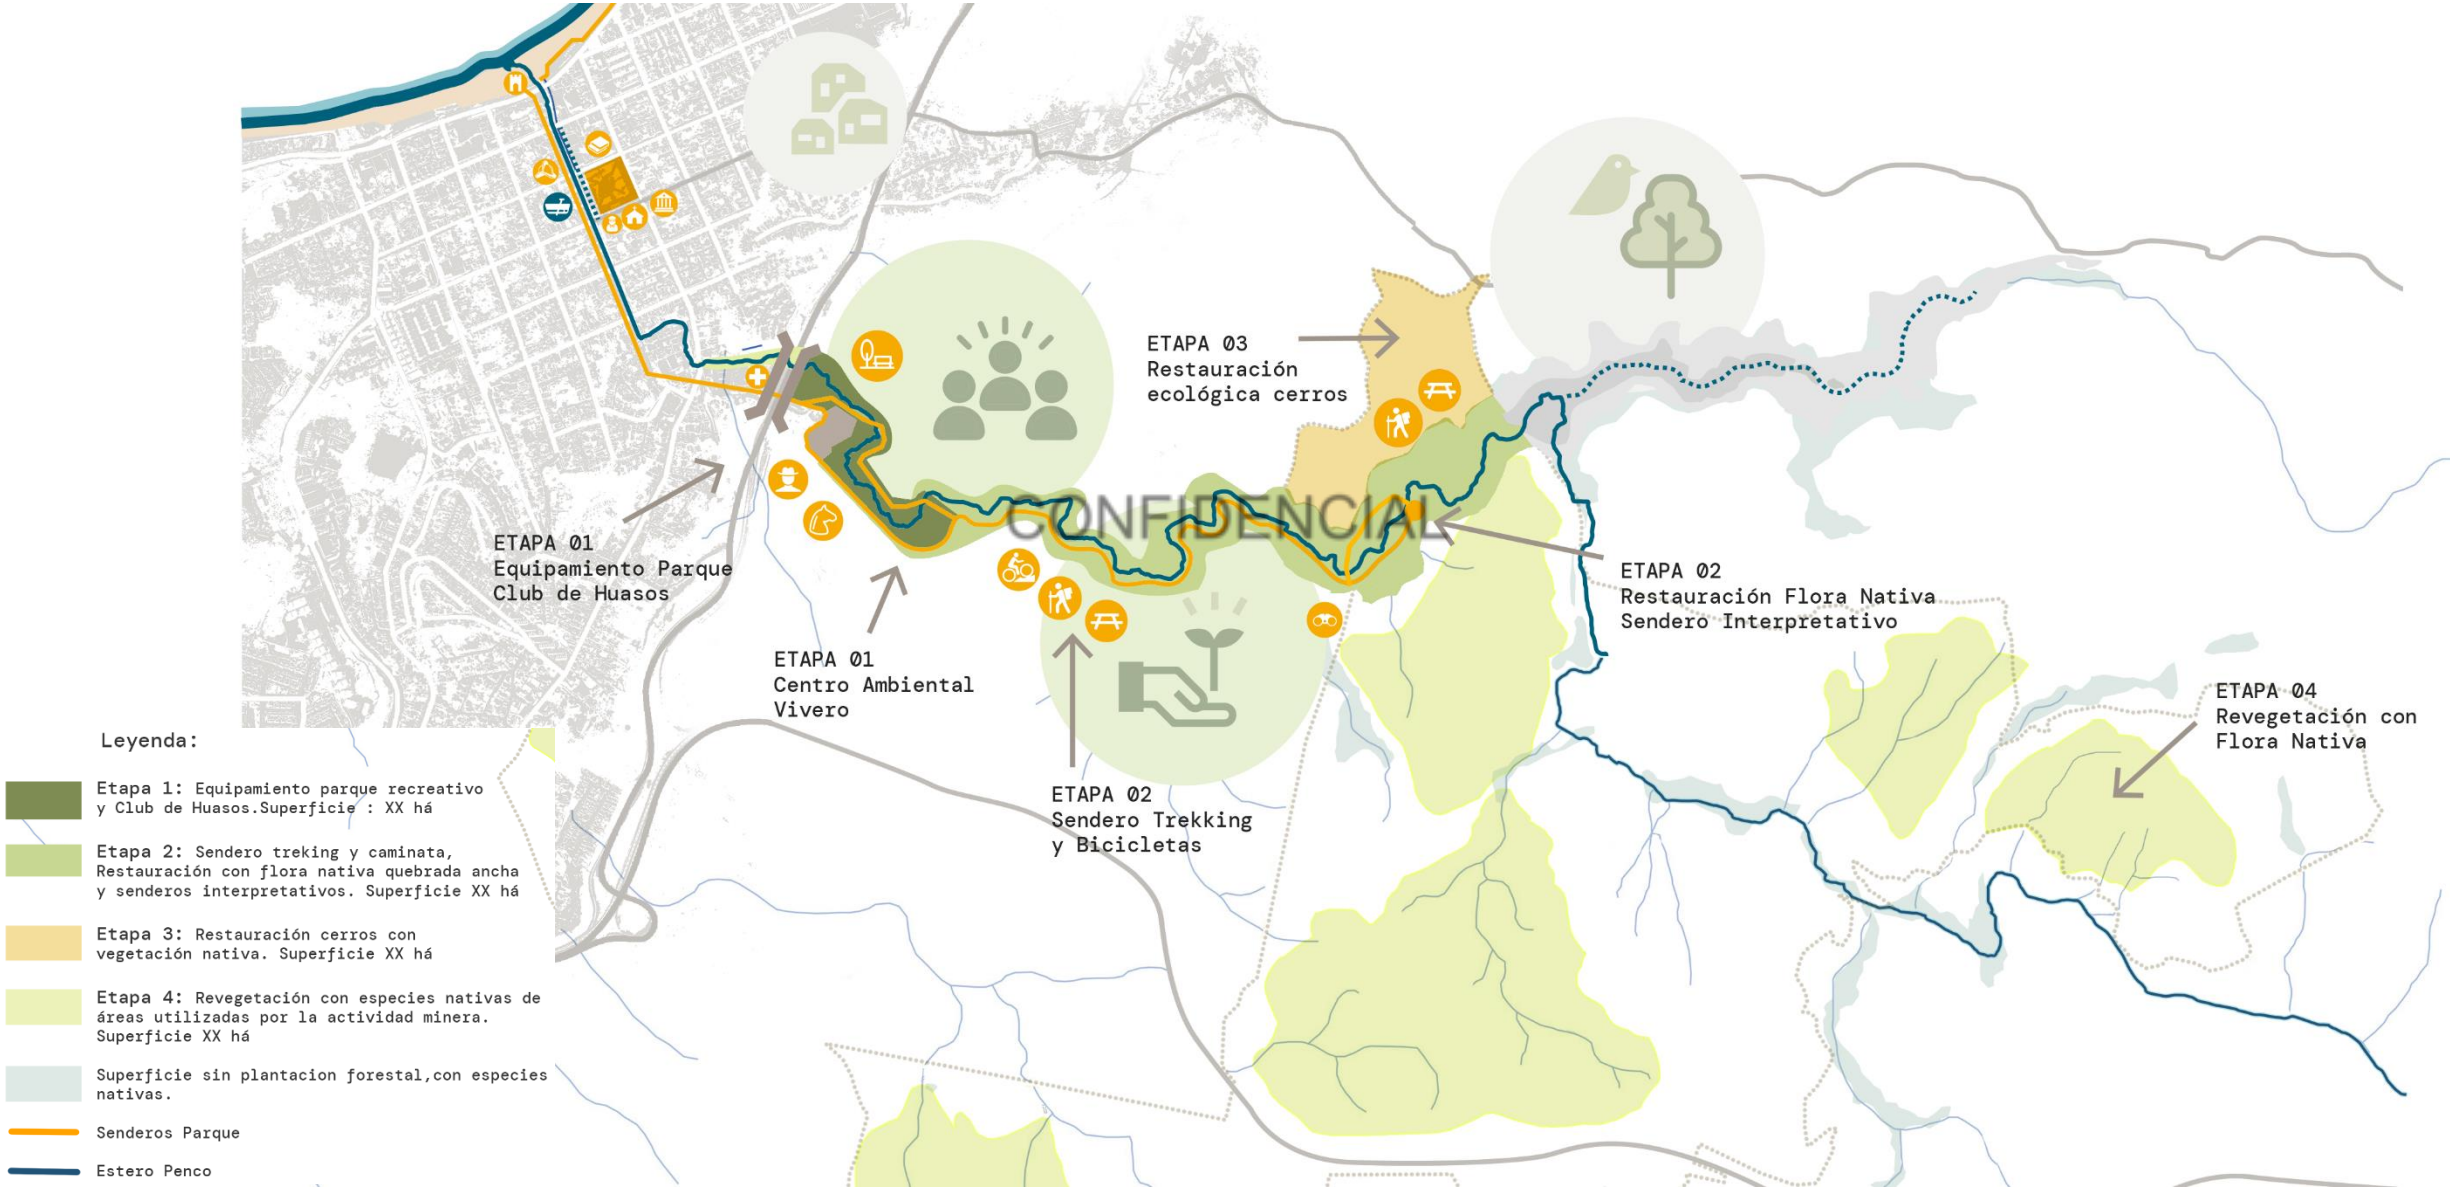 ETAPA 03
Restauración
ecológica cerros
CONFIDENCIAL
ETAPA 01
Equipamiento Parque
Club de Huasos
ETAPA 02
Restauración Flora Nativa
Sendero Interpretativo
ETAPA 01
Centro Ambiental
Vivero
ETAPA 04
Revegetación con
Flora Nativa
ETAPA 02
Sendero Trekking
y Bicicletas
Leyenda:
Etapa 1: Equipamiento parque recreativo
y Club de Huasos.Superficie : XX há
Etapa 2: Sendero treking y caminata,
Restauración con flora nativa quebrada ancha
y senderos interpretativos. Superficie XX há
Etapa 3: Restauración cerros con
vegetación nativa. Superficie XX há
Etapa 4: Revegetación con especies nativas de
áreas utilizadas por la actividad minera.
Superficie XX há
Superficie sin plantacion forestal,con especies
nativas.
Senderos Parque
Estero Penco